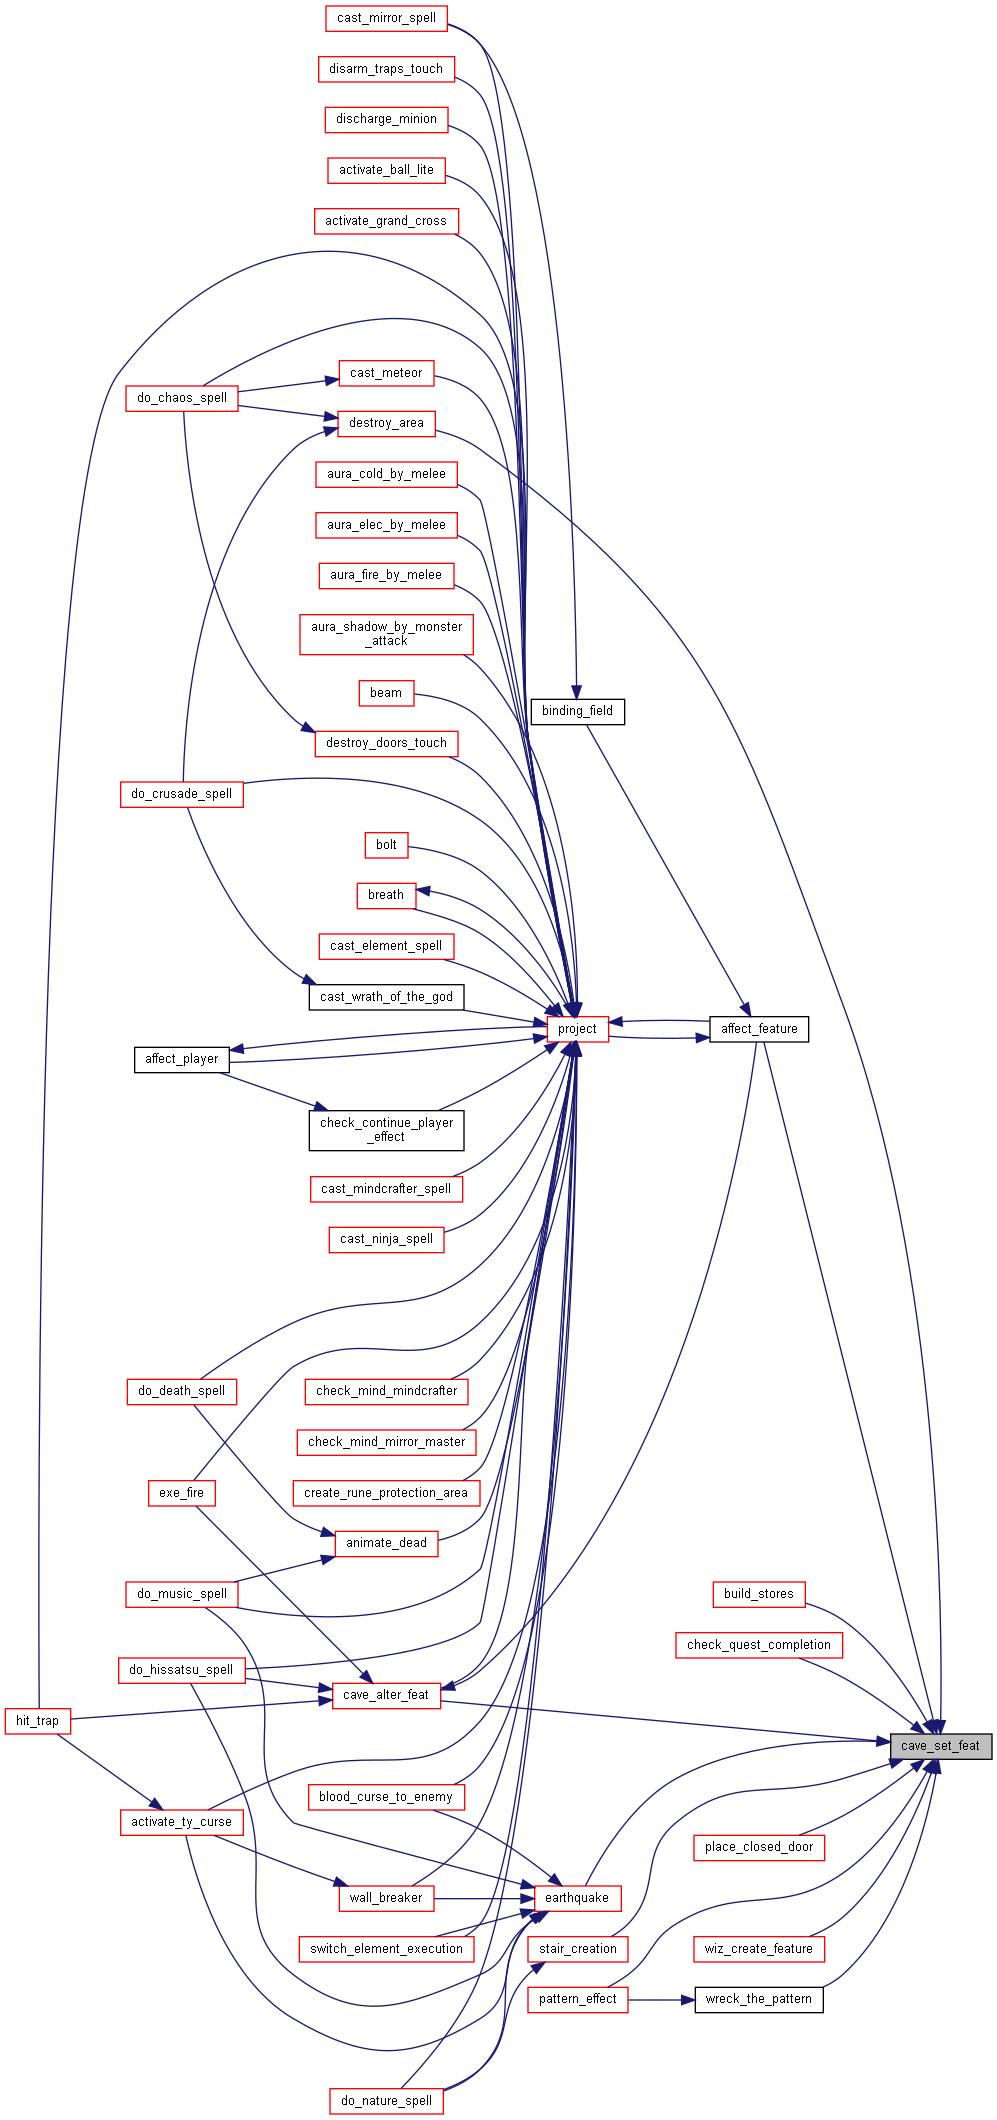 cast_mirror_spell
disarm_traps_touch
discharge_minion
activate_ball_lite
activate_grand_cross
cast_meteor
do_chaos_spell
destroy_area
aura_cold_by_melee
aura_elec_by_melee
aura_fire_by_melee
aura_shadow_by_monster
_attack
beam
binding_field
destroy_doors_touch
do_crusade_spell
bolt
breath
cast_element_spell
cast_wrath_of_the_god
project
affect_feature
affect_player
check_continue_player
_effect
cast_mindcrafter_spell
cast_ninja_spell
do_death_spell
check_mind_mindcrafter
check_mind_mirror_master
exe_fire
create_rune_protection_area
animate_dead
do_music_spell
build_stores
check_quest_completion
do_hissatsu_spell
cave_alter_feat
hit_trap
cave_set_feat
blood_curse_to_enemy
activate_ty_curse
place_closed_door
wall_breaker
earthquake
switch_element_execution
stair_creation
wiz_create_feature
pattern_effect
wreck_the_pattern
do_nature_spell